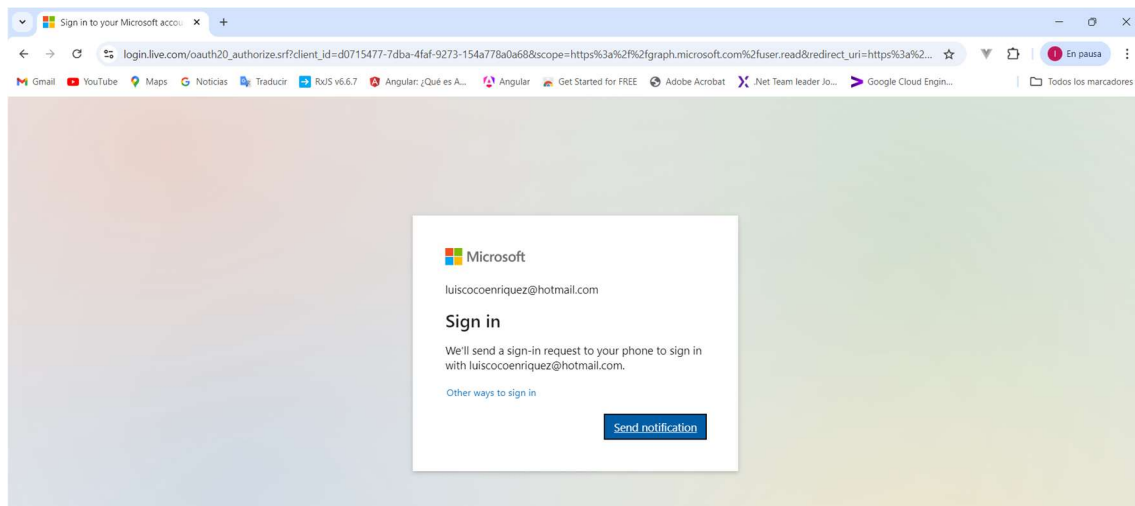 Sign in to your Microsoft accou
login.live.com/oauth20_authorize.srf?client_id=d0715477-7dba-4faf-9273-154a778a0a68&scope=https%3a%2f%2fgraph.microsoft.com%2fuser.read&redirect_uri=https%3a%2... En pausa
Gmail YouTube Maps Noticias Traducir RxJS v6.6.7 Angular: ¿Qué es A... Angular Get Started for FREE Adobe Acrobat .Net Team leader Jo... Google Cloud Engin... Todos los marcadores
Microsoft
luiscocoenriquez@hotmail.com
Sign in
We'll send a sign-in request to your phone to sign in
with luiscocoenriquez@hotmail.com.
Other ways to sign in
Send notification